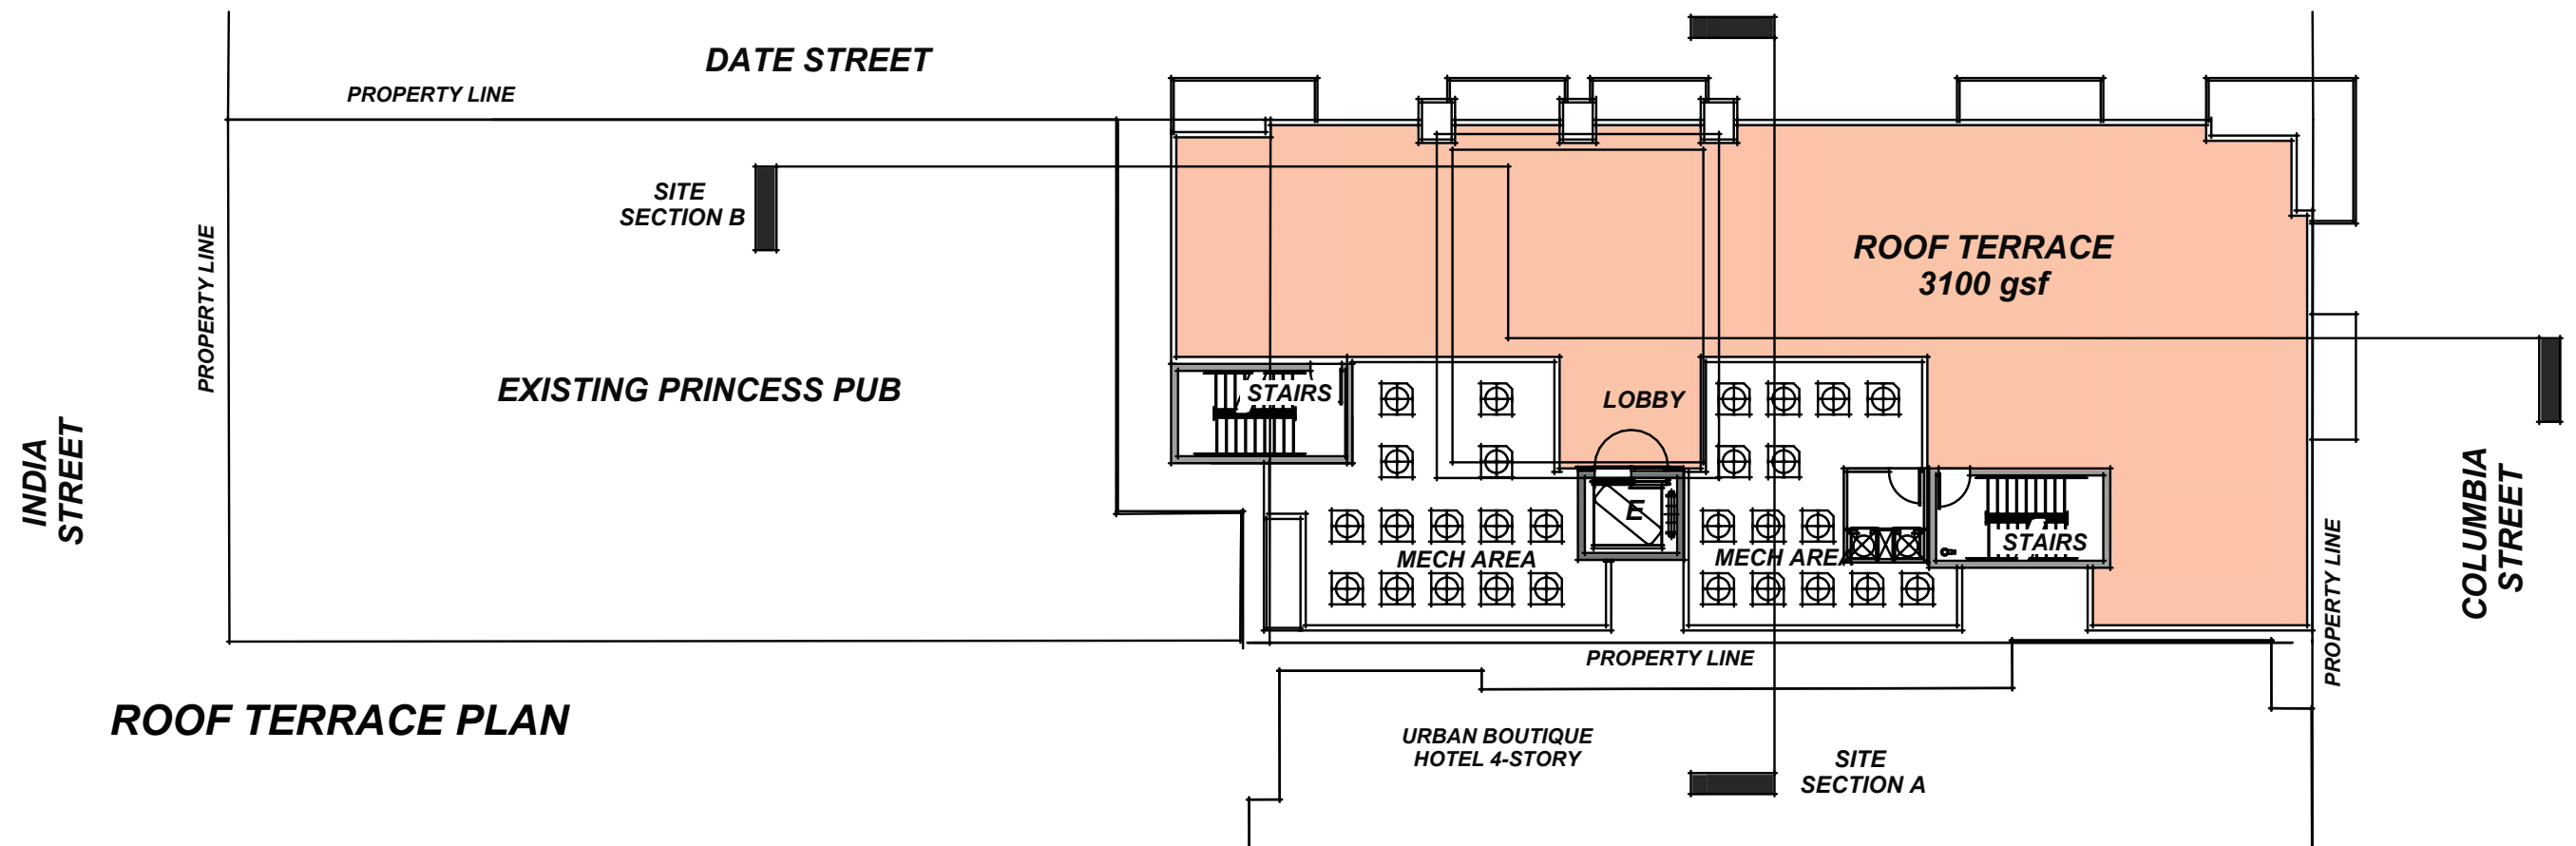 DATE STREET
PROPERTY LINE
SITE
SECTION B
PROPERTY LINE
ROOF TERRACE
3100 gsf
EXISTING PRINCESS PUB
STAIRS
LOBBY
INDIA
STREET
E
MECH AREA
MECH AREA
STAIRS
COLUMBIA
STREET
PROPERTY LINE
PROPERTY LINE
ROOF TERRACE PLAN
URBAN BOUTIQUE
HOTEL 4-STORY
SITE
SECTION A